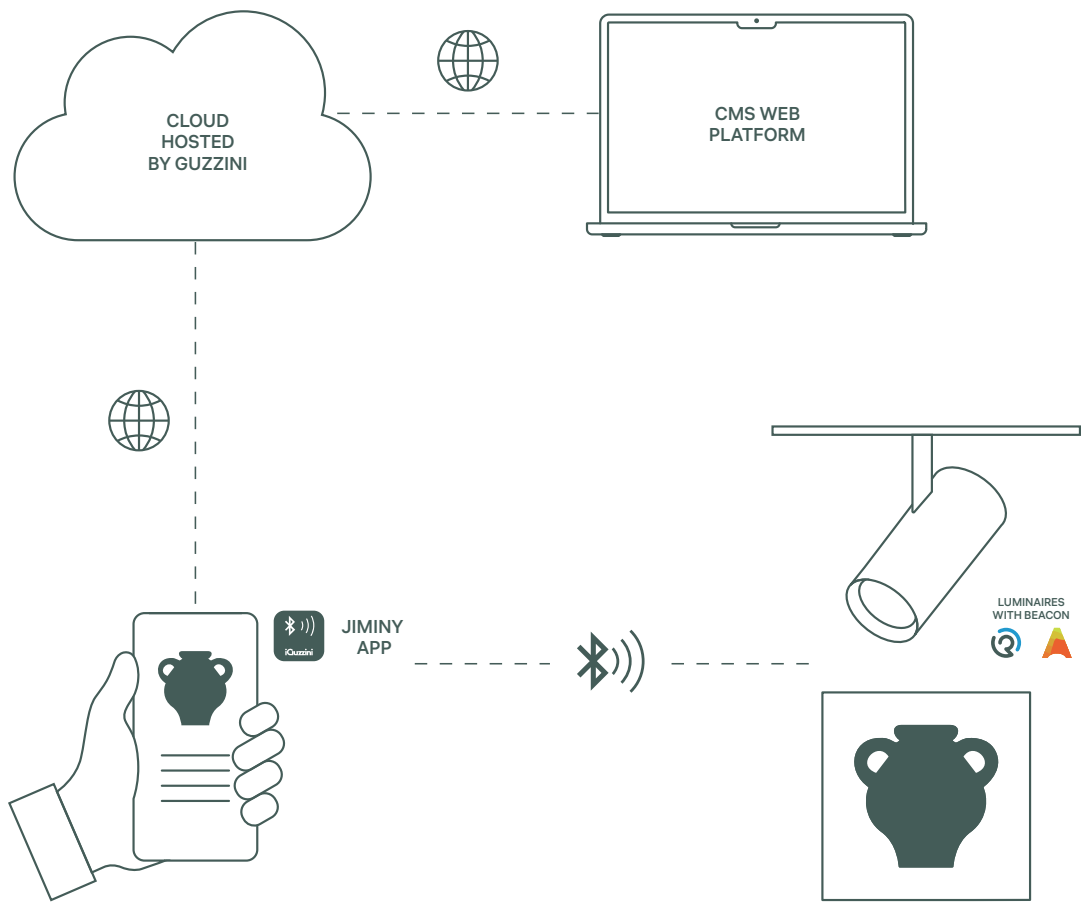 CLOUD
HOSTED
BY GUZZINI
CMS WEB
PLATFORM
LUMINAIRES
WITH BEACON
iGuzzini
JIMINY
APP